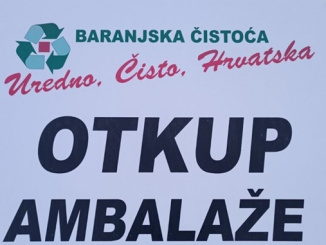 BARANJSKA ČISTOĆA
Uredno, Čisto, Hrvatska
OTKUP
AMBALAŽE